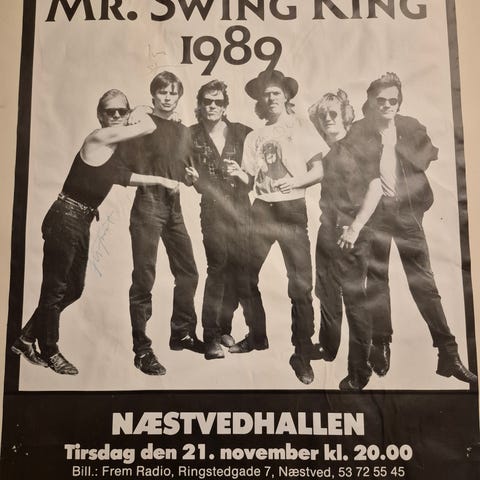 MR. SWING KING
1989
NÆSTVEDHALLEN
Tirsdag den 21. november kl. 20.00
Bill.: Frem Radio, Ringstedgade 7, Næstved, 53 72 55 45